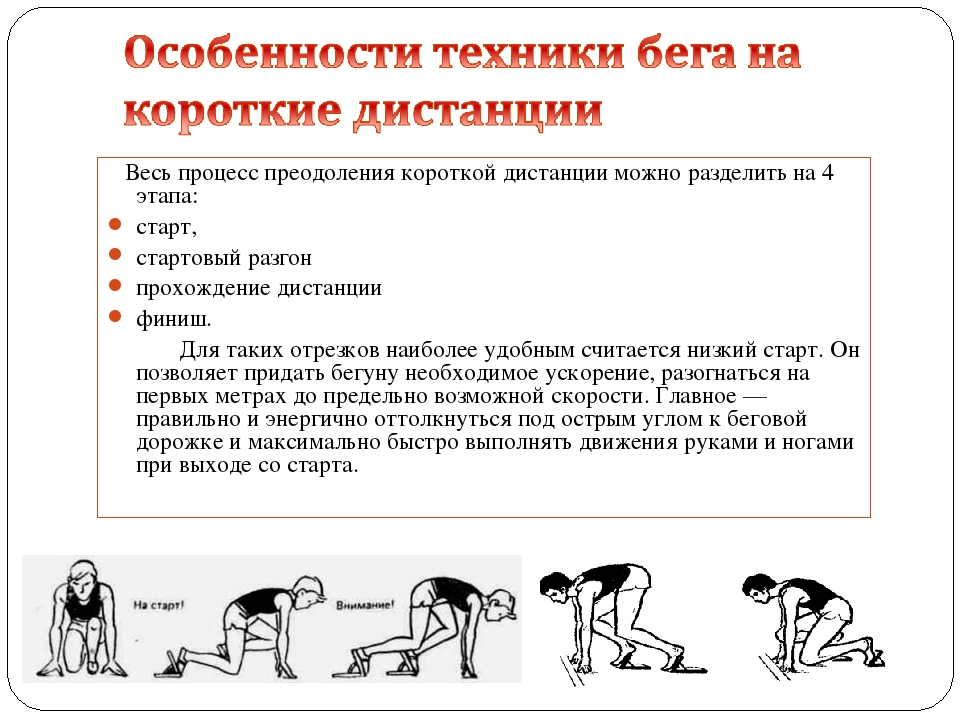 Особенности техники бега на
короткие дистанции
Весь процесс преодоления короткой дистанции можно разделить на 4
этапа:
старт,
стартовый разгон
прохождение дистанции
финиш.
Для таких отрезков наиболее удобным считается низкий старт. Он
позволяет придать бегуну необходимое ускорение, разогнаться на
первых метрах до предельно возможной скорости. Главное —
правильно и энергично оттолкнуться под острым углом к беговой
дорожке и максимально быстро выполнять движения руками и ногами
при выходе со старта.
На старт! Внимание!